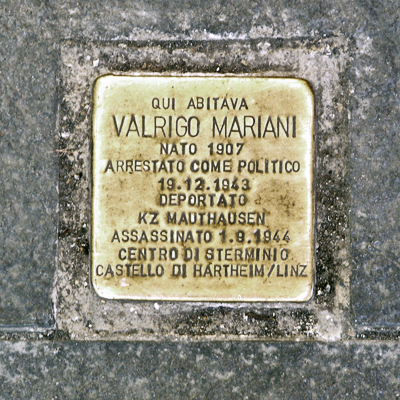 QUI ABITAVA
VALRIGO MARIANI
NATO 1907
ARRESTATO COME POLITICO
19.12.1943
DEPORTATO
KZ MAUTHAUSEN
ASSASSINATO 1.9.1944
CENTRO DI STERMINIO
CASTELLO DI HARTHEIM/LINZ